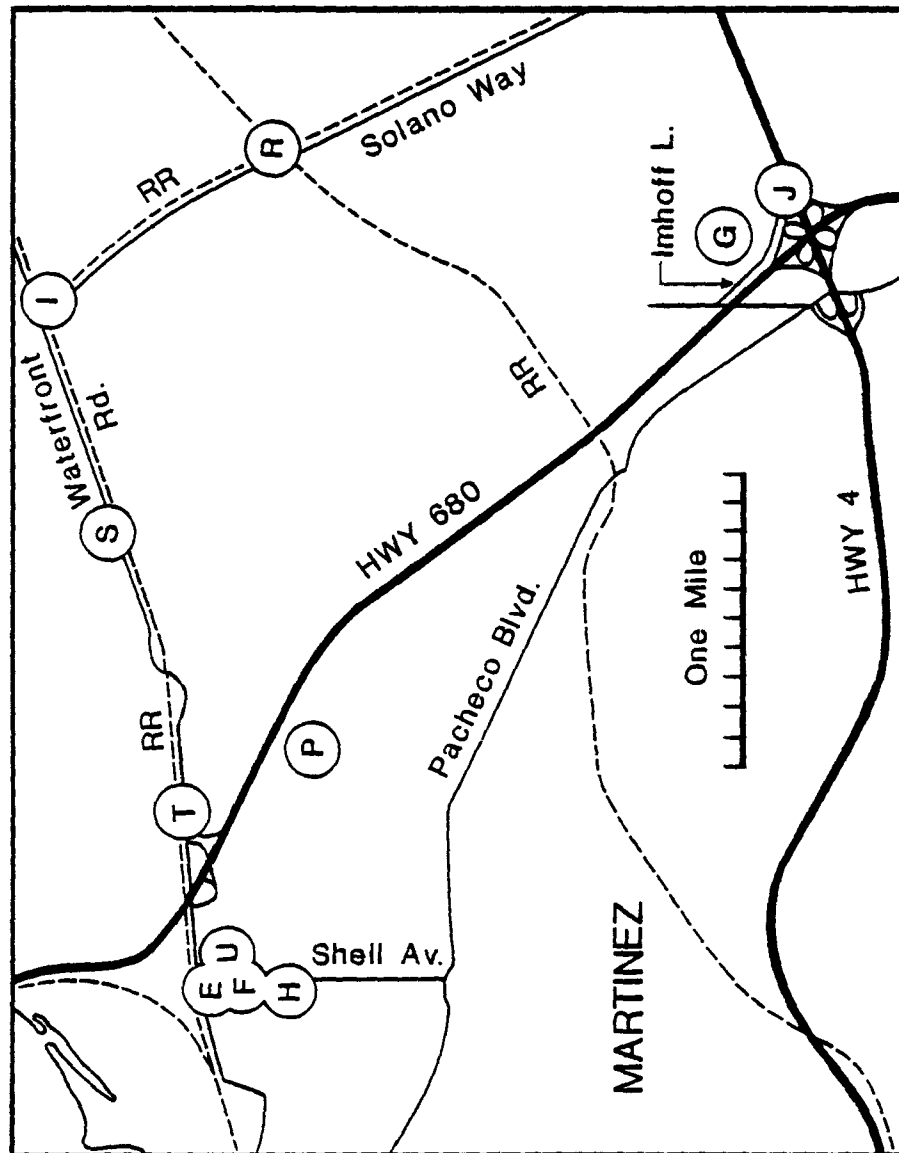 Solano Way
RR
R
I
Waterfront
Rd.
S
RR
T
HWY 680
P
RR
Imhoff L.
G
J
Pacheco Blvd.
One Mile
HWY 4
E
U
F
H
Shell Av.
MARTINEZ